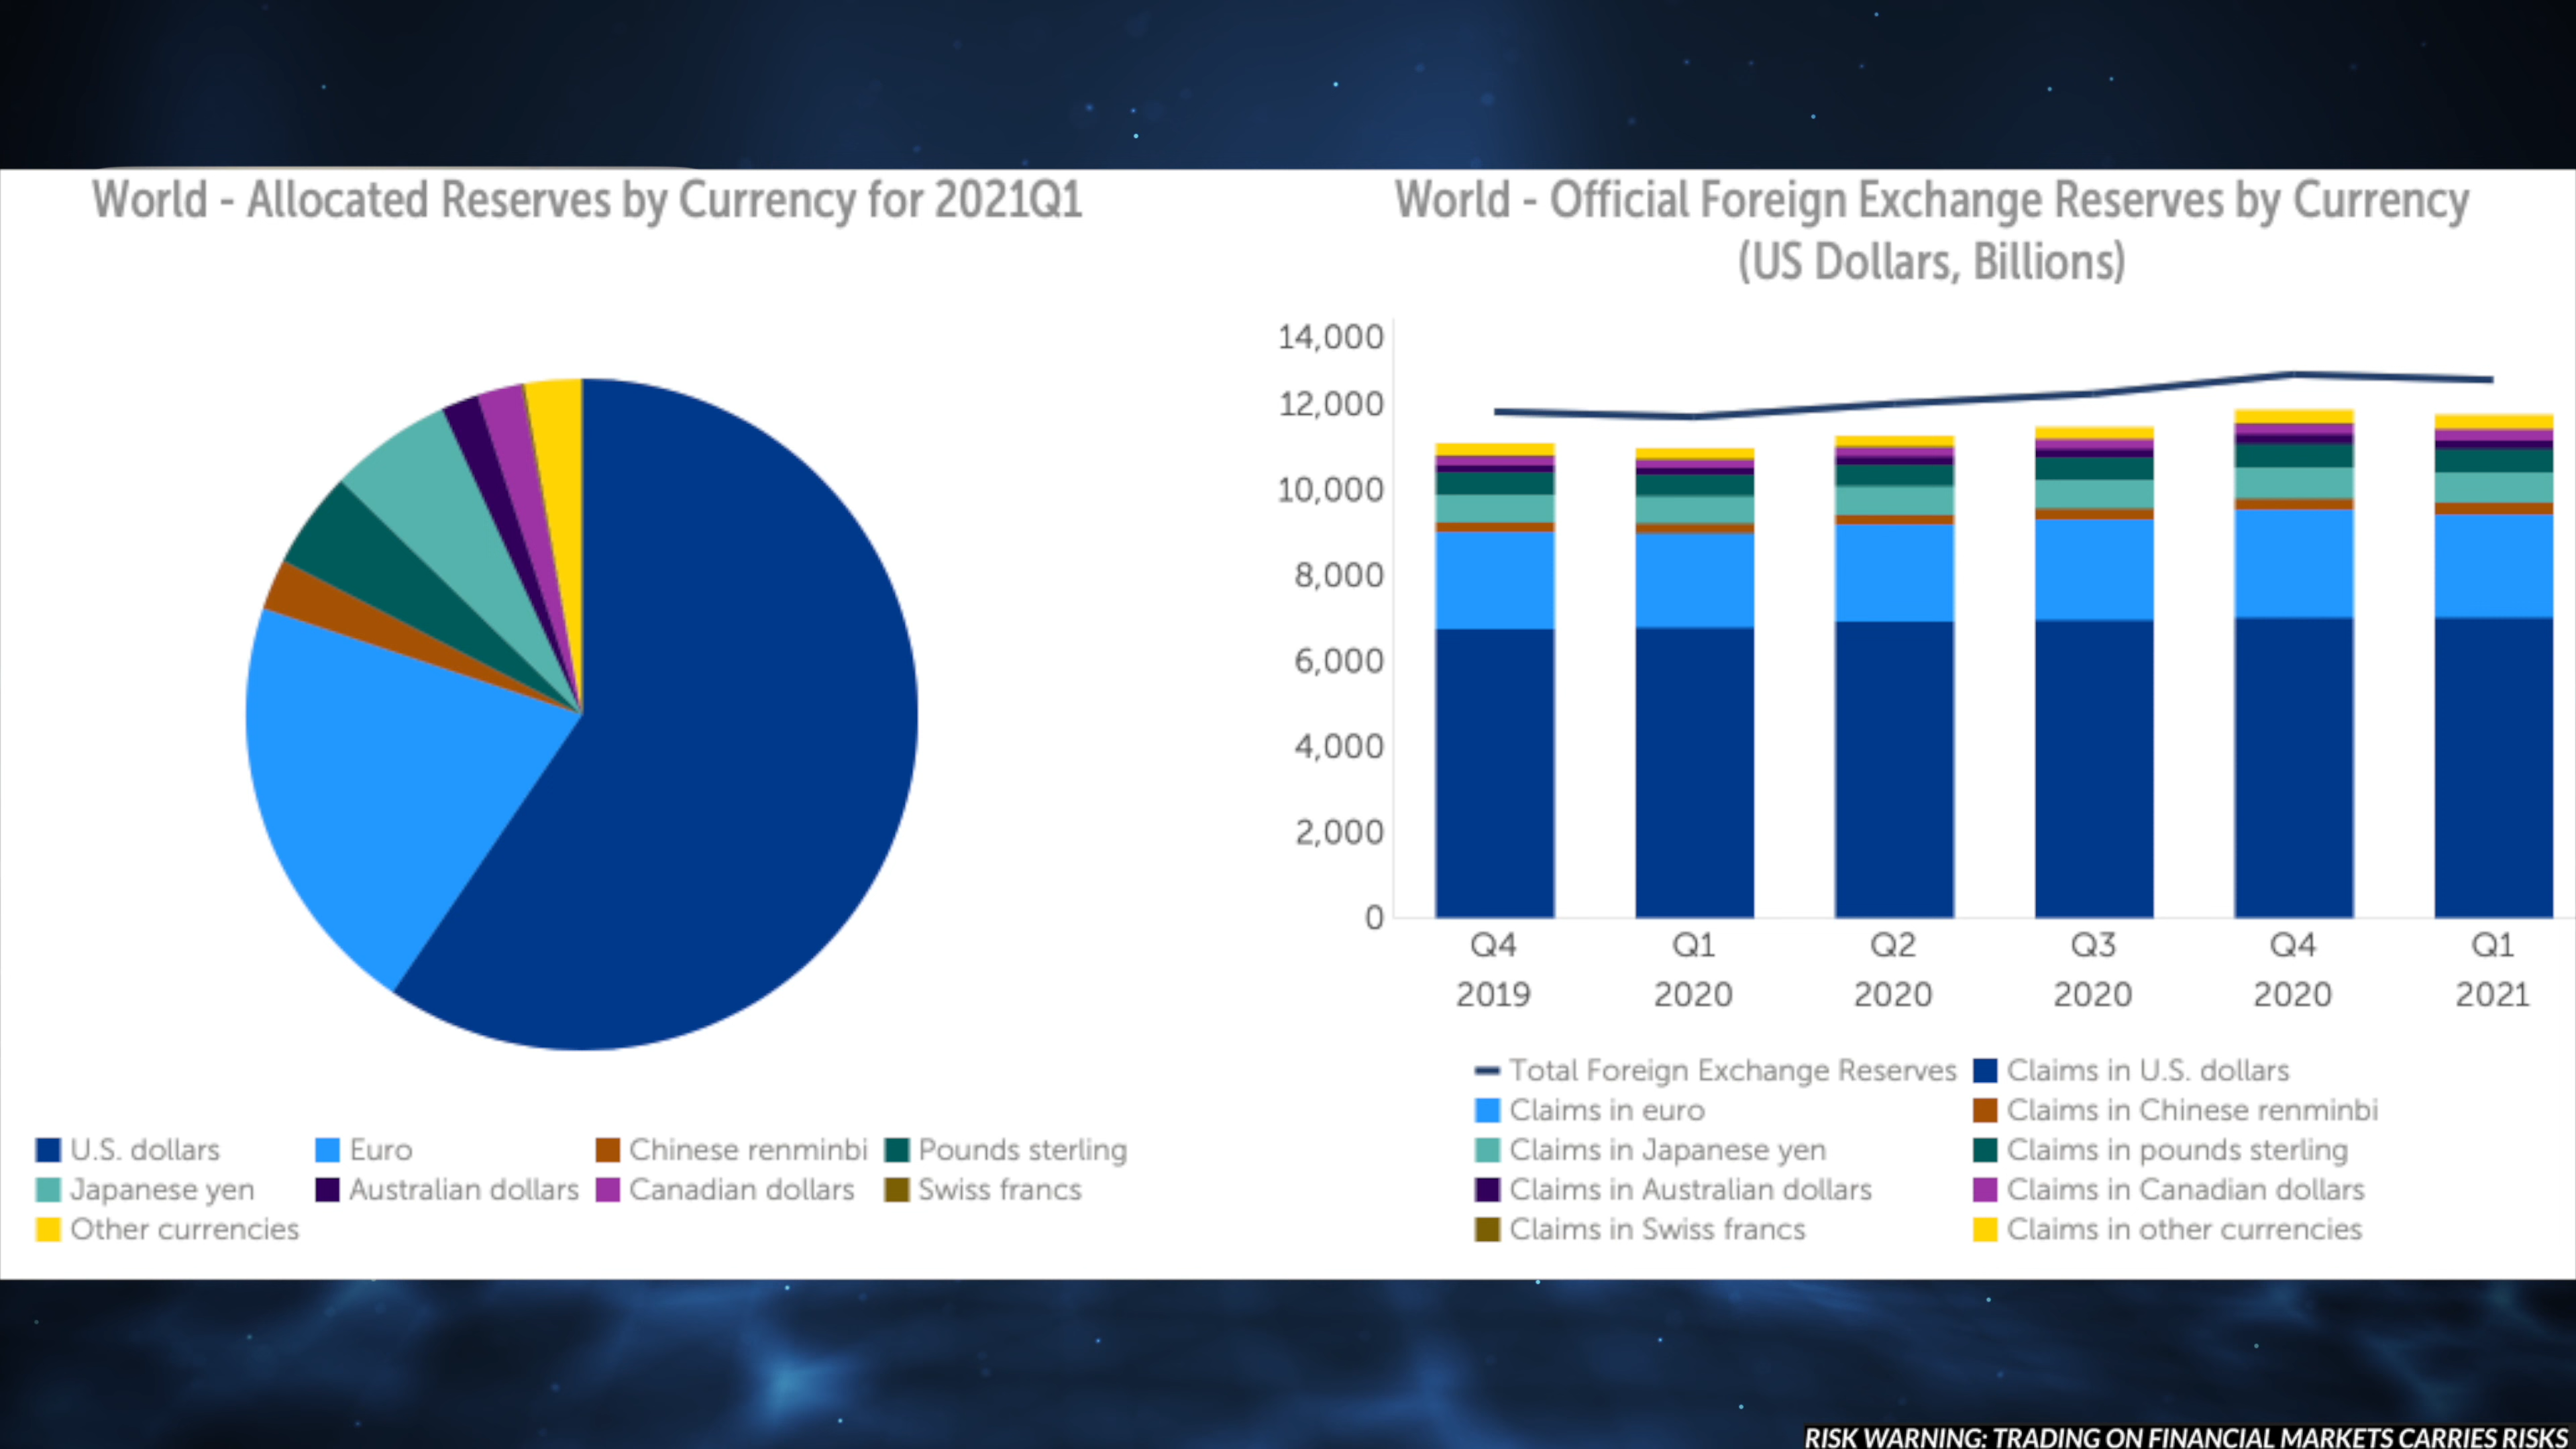 World - Allocated Reserves by Currency for 2021Q1
U.S. dollars Euro Chinese renminbi Pounds sterling
Japanese yen Australian dollars Canadian dollars Swiss francs
Other currencies
World - Official Foreign Exchange Reserves by Currency
(US Dollars, Billions)
14,000
12,000
10,000
8,000
6,000
4,000
2,000
0
Q4 Q1 Q2 Q3 Q4 Q1
2019 2020 2020 2020 2020 2021
Total Foreign Exchange Reserves Claims in U.S. dollars
Claims in euro Claims in Chinese renminbi
Claims in Japanese yen Claims in pounds sterling
Claims in Australian dollars Claims in Canadian dollars
Claims in Swiss francs Claims in other currencies
RISK WARNING: TRADING ON FINANCIAL MARKETS CARRIES RISKS